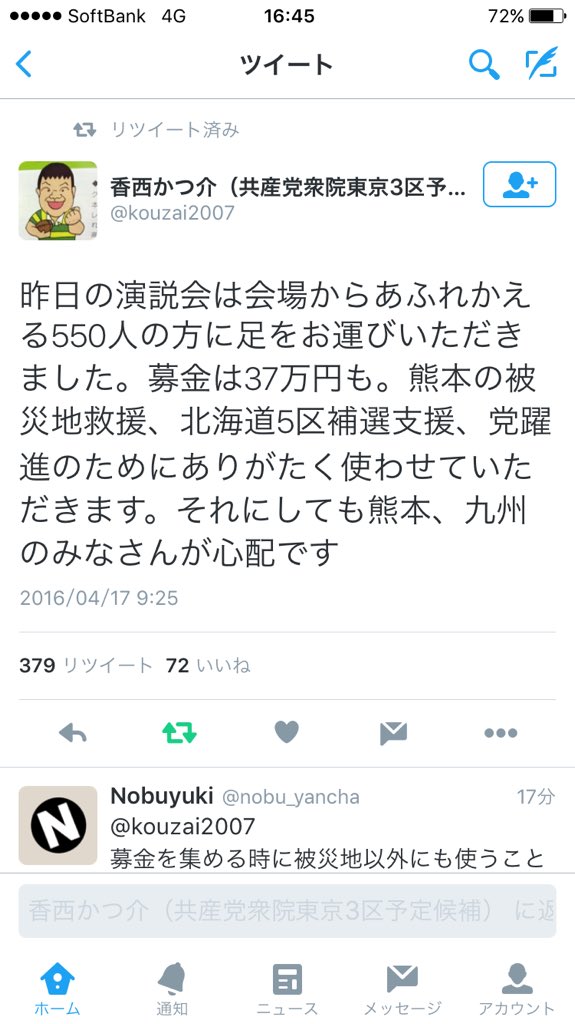 SoftBank 4G 16:45 72%
ツイート
リツイート済み
香西かつ介（共産党衆院東京3区予...
@kouzai2007
昨日の演説会は会場からあふれかえ
る550人の方に足をお運びいただき
ました。募金は37万円も。熊本の被
災地救援、北海道5区補選支援、党躍
進のためにありがたく使わせていた
だきます。それにしても熊本、九州
のみなさんが心配です
2016/04/17 9:25
379 リツイート 72 いいね
Nobuyuki @nobu_yancha 17分
@kouzai2007
募金を集める時に被災地以外にも使うこと
香西かつ介（共産党衆院東京3区予定候補） に返
ホーム 通知 ニュース メッセージ アカウント